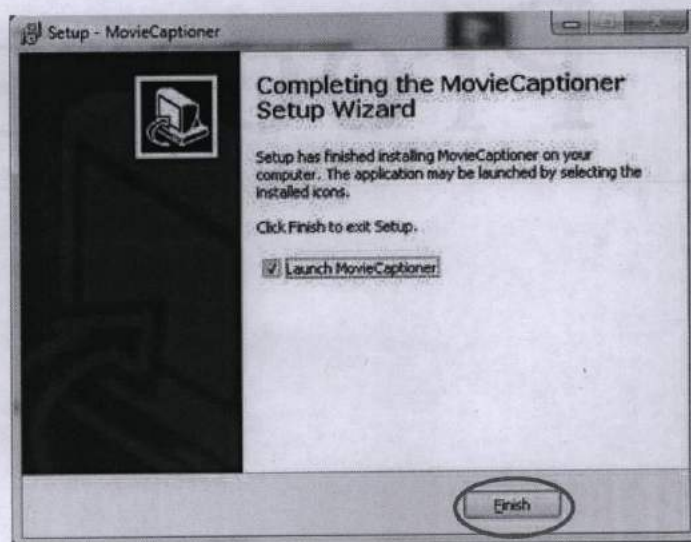 Setup - MovieCaptioner
Completing the MovieCaptioner
Setup Wizard
Setup has finished installing MovieCaptioner on your
computer. The application may be launched by selecting the
installed icons.
Click Finish to exit Setup.
Launch MovieCaptioner
Finish